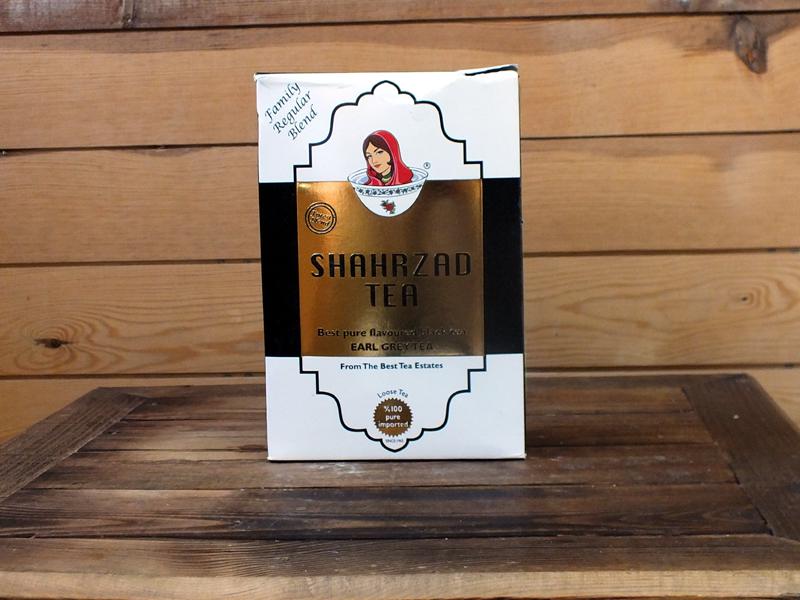 Family
Regular
Blend
®
SHAHRZAD
TEA
Best pure flavoured black tea
EARL GREY TEA
From The Best Tea Estates
Loose Tea
%100
pure
imported